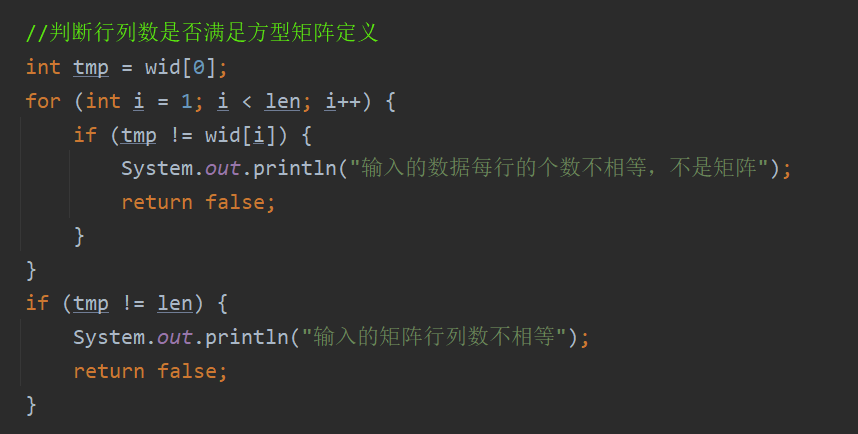 //判断行列数是否满足方型矩阵定义
int tmp = wid[0];
for (int i = 1; i < len; i++) {
    if (tmp != wid[i]) {
        System.out.println("输入的数据每行的个数不相等，不是矩阵");
        return false;
    }
}
if (tmp != len) {
    System.out.println("输入的矩阵行列数不相等");
    return false;
}